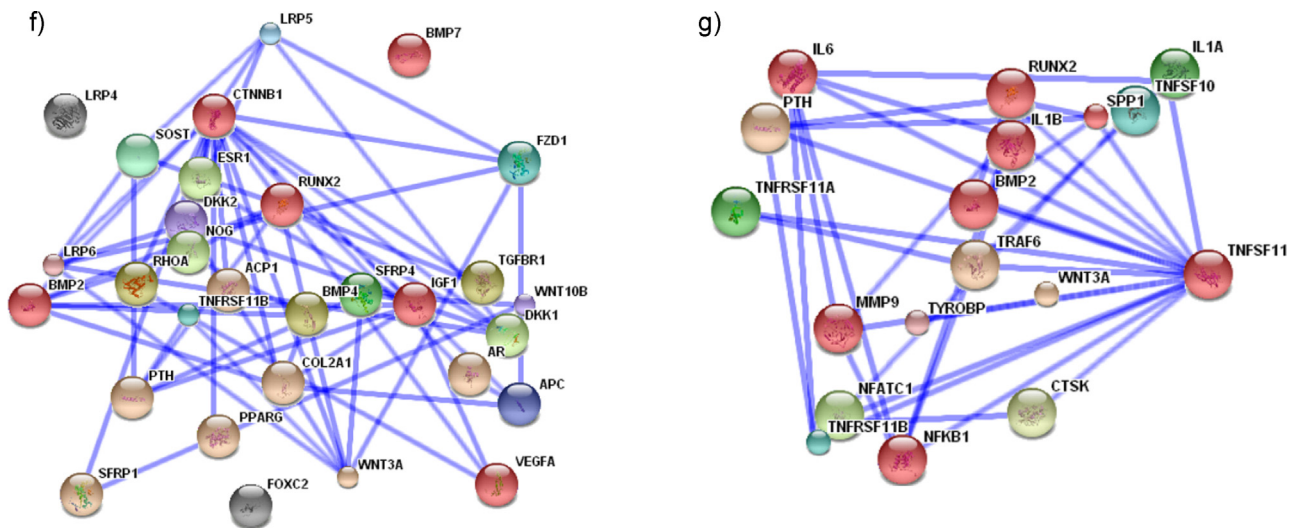 f)
LRP5
BMP7
LRP4
CTNNB1
SOST
ESR1
FZD1
RUNX2
DKK2
NOG
LRP6
RHOA
ACP1
SFRP4
IGF1
TGFBR1
BMP2
TNFRSF11B
BMP4
WNT10B
DKK1
COL2A1
AR
PTH
APC
PPARG
SFRP1
WNT3A
VEGFA
FOXC2
g)
IL6
RUNX2
IL1A
TNFSF10
PTH
SPP1
IL1B
TNFRSF11A
BMP2
TRAF6
TNFSF11
WNT3A
MMP9
TYROBP
NFATC1
CTSK
TNFRSF11B
NFKB1